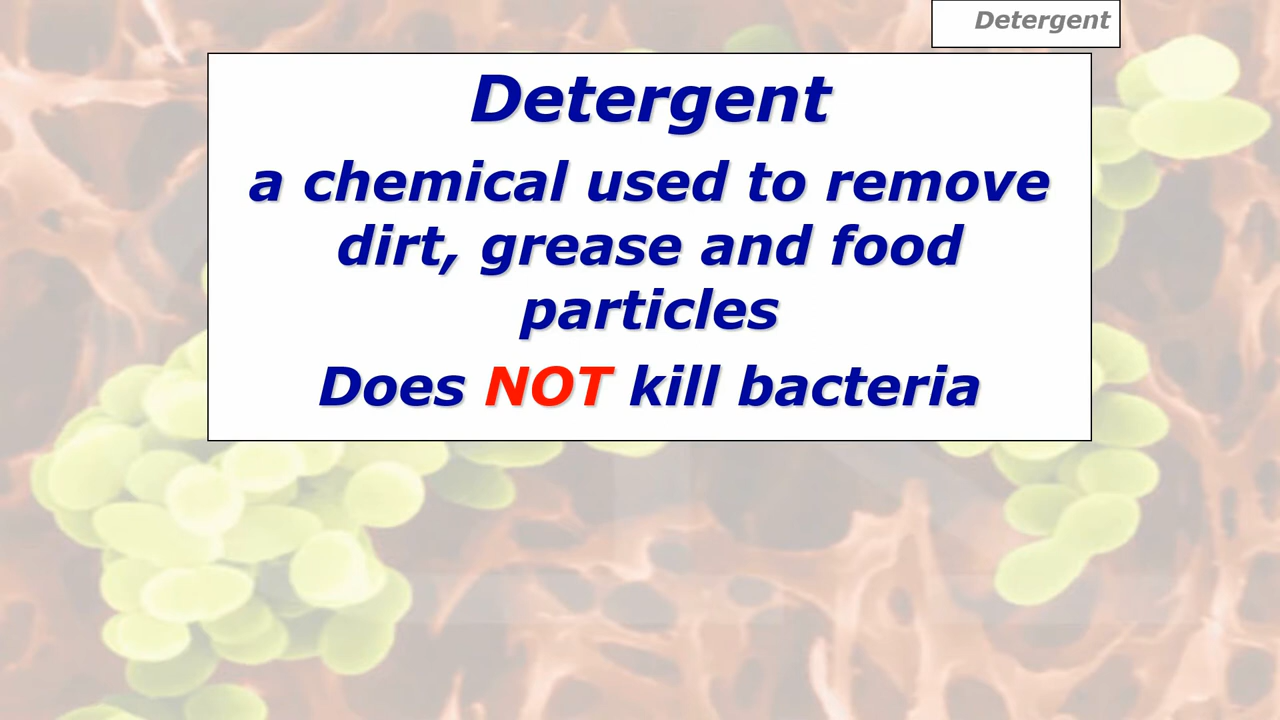 Detergent
Detergent
a chemical used to remove
dirt, grease and food
particles
Does NOT kill bacteria